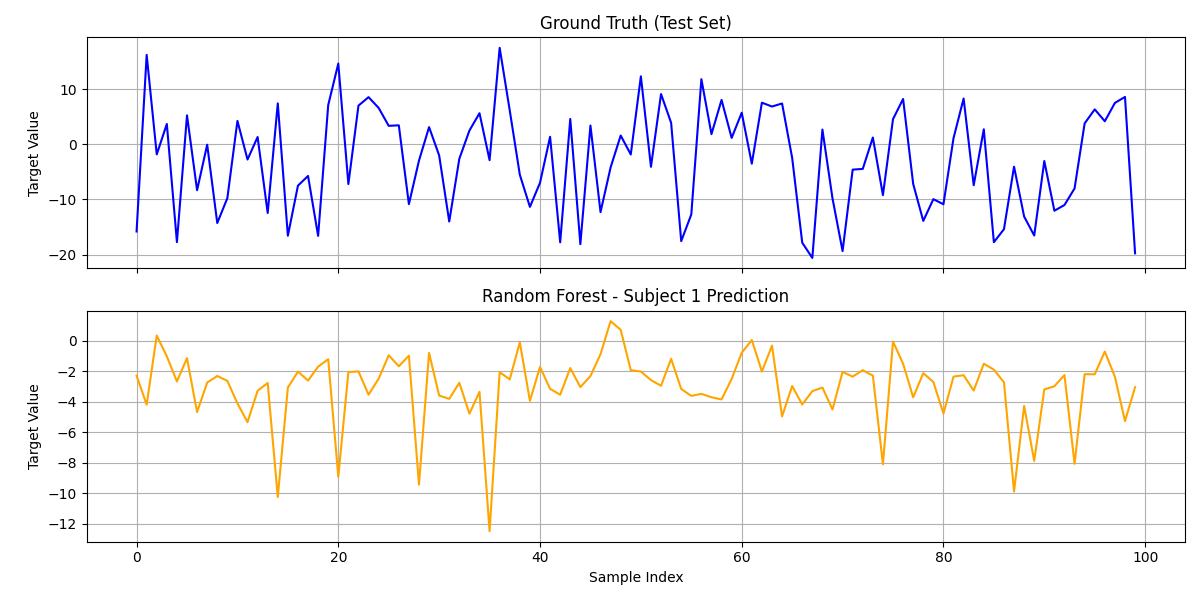 Ground Truth (Test Set)
Target Value
10
0
−10
−20
Random Forest - Subject 1 Prediction
Target Value
0
−2
−4
−6
−8
−10
−12
0 20 40 60 80 100
Sample Index